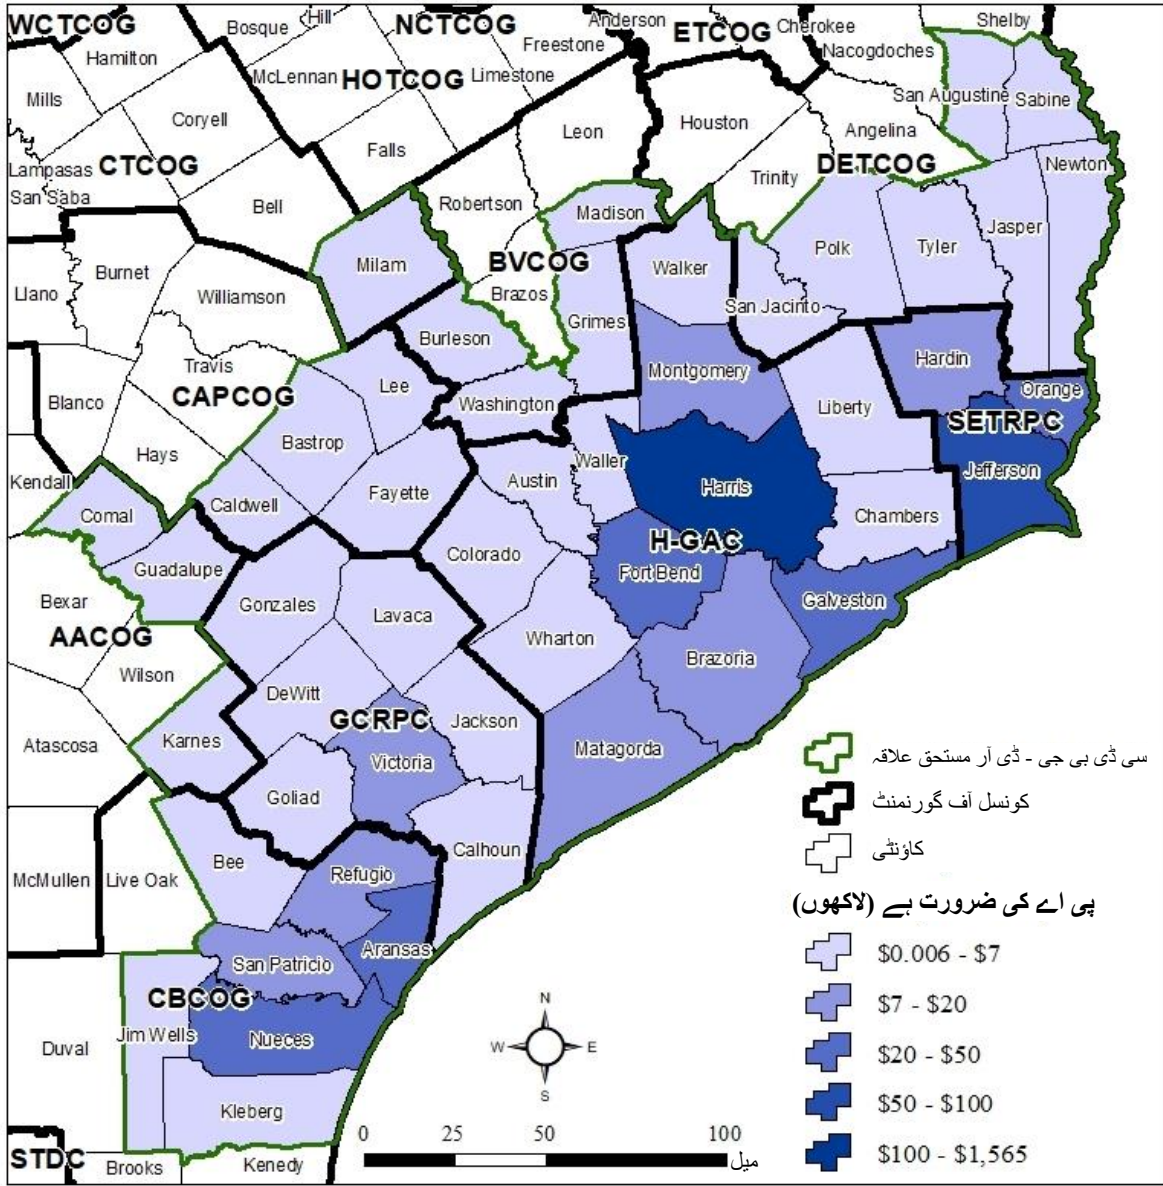 WCTCOG
Hill
Bosque
NCTCOG
Anderson
ETCOG
Cherokee
Shelby
Hamilton
Freestone
Nacogdoches
McLennan
HOTCOG
Limestone
Mills
San Augustine
Sabine
Coryell
Leon
Houston
Angelina
Falls
Lampasas
CTCOG
DETCOG
Newton
Trinity
San Saba
Bell
Robertson
Madison
Jasper
Polk
Tyler
Burnet
Milam
BVCOG
Walker
Llano
Williamson
Brazos
San Jacinto
Grimes
Burleson
Hardin
Travis
Montgomery
Lee
Orange
Blanco
CAPCOG
Washington
Liberty
SETRPC
Bastrop
Hays
Waller
Jefferson
Kendall
Austin
Harris
Fayette
Caldwell
Comal
Chambers
H-GAC
Colorado
Guadalupe
Fort Bend
Bexar
Gonzales
Galveston
Lavaca
AACOG
Wharton
Brazoria
Wilson
DeWitt
GCRPC
Jackson
Atascosa
Karnes
Matagorda
Victoria
Goliad
Calhoun
Bee
McMullen
Live Oak
Refugio
Aransas
San Patricio
CBCOG
Jim Wells
Nueces
Duval
Kleberg
STDC
Brooks
Kenedy
سی ڈی بی جی - ڈی آر مستحق علاقہ
کونسل آف گورنمنٹ
کاؤنٹی
پی اے کی ضرورت ہے (لاکھوں)
$0.006 - $7
$7 - $20
$20 - $50
$50 - $100
$100 - $1,565
N
W
E
S
0 25 50 100
میل